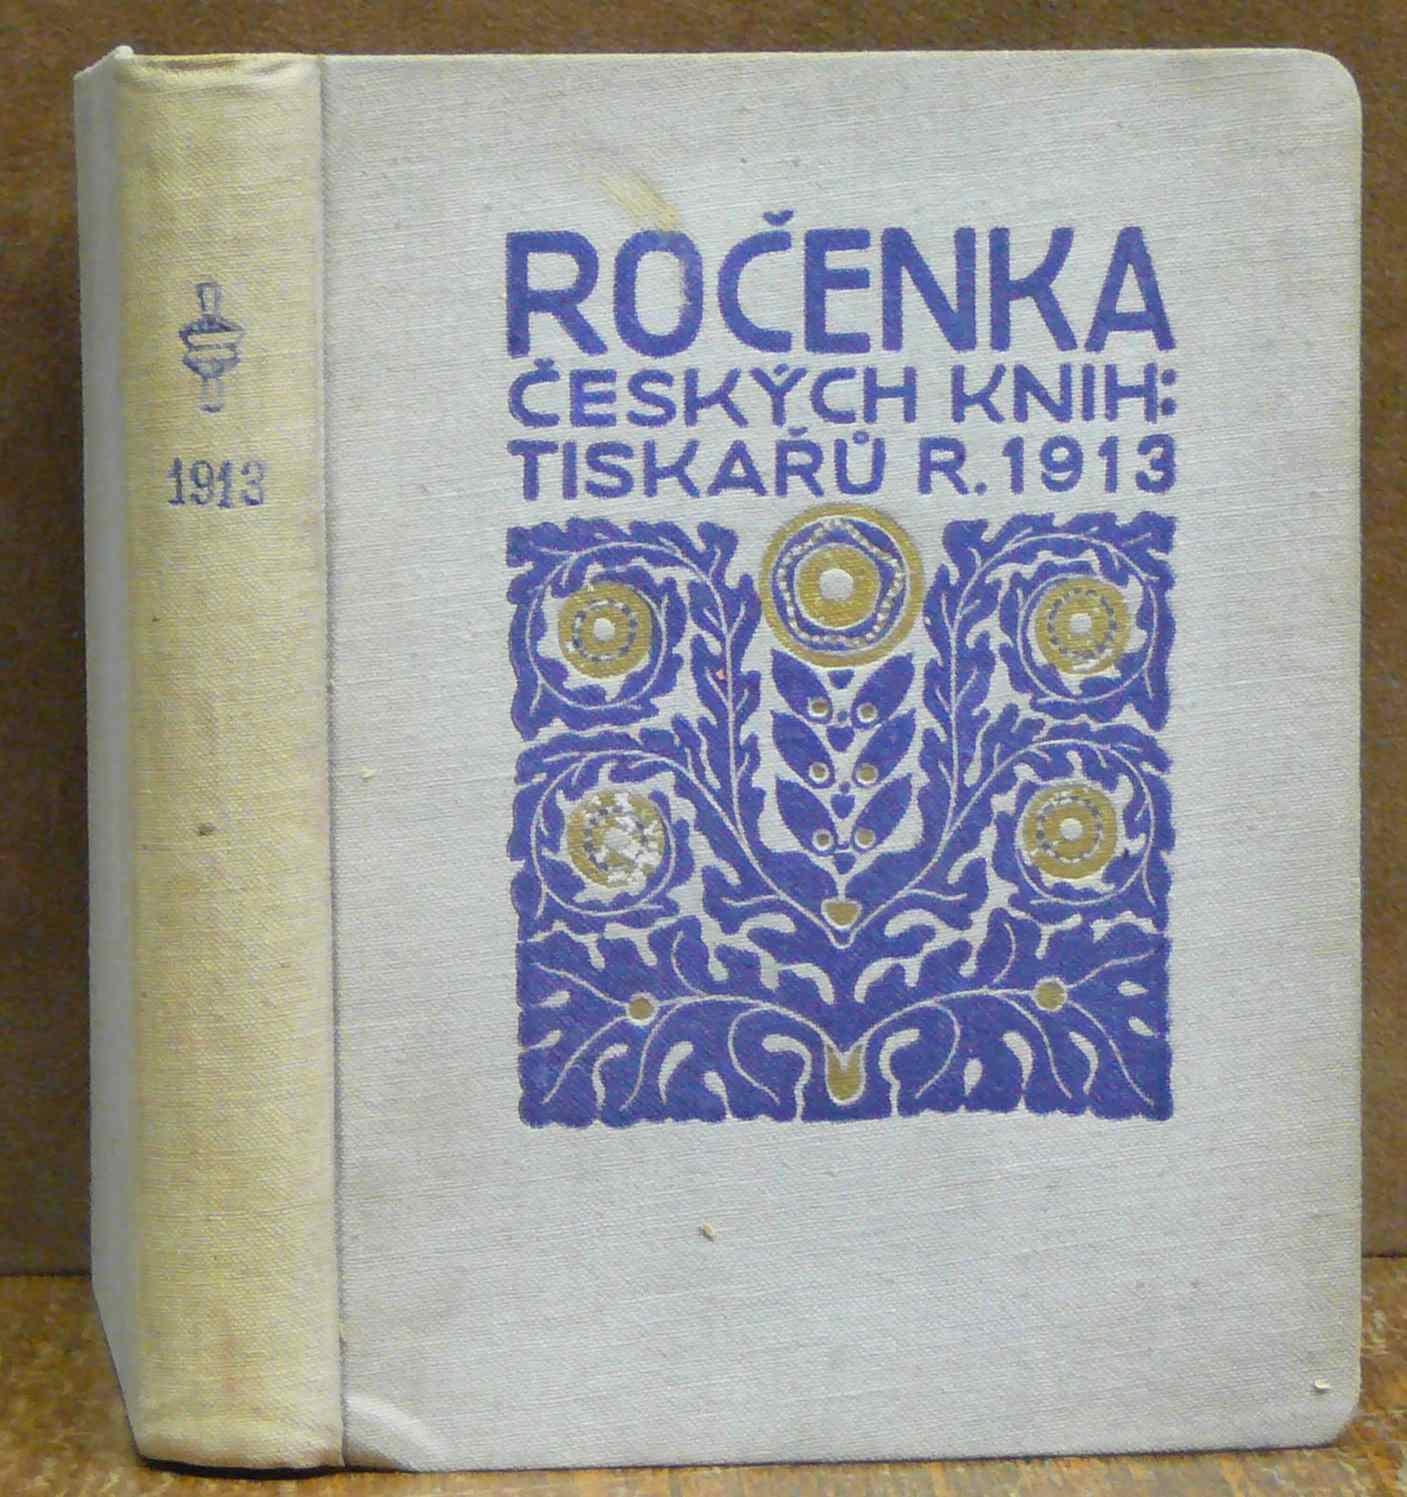 1913
ROČENKA
ČESKÝCH KNIH:
TISKAŘŮ R. 1913